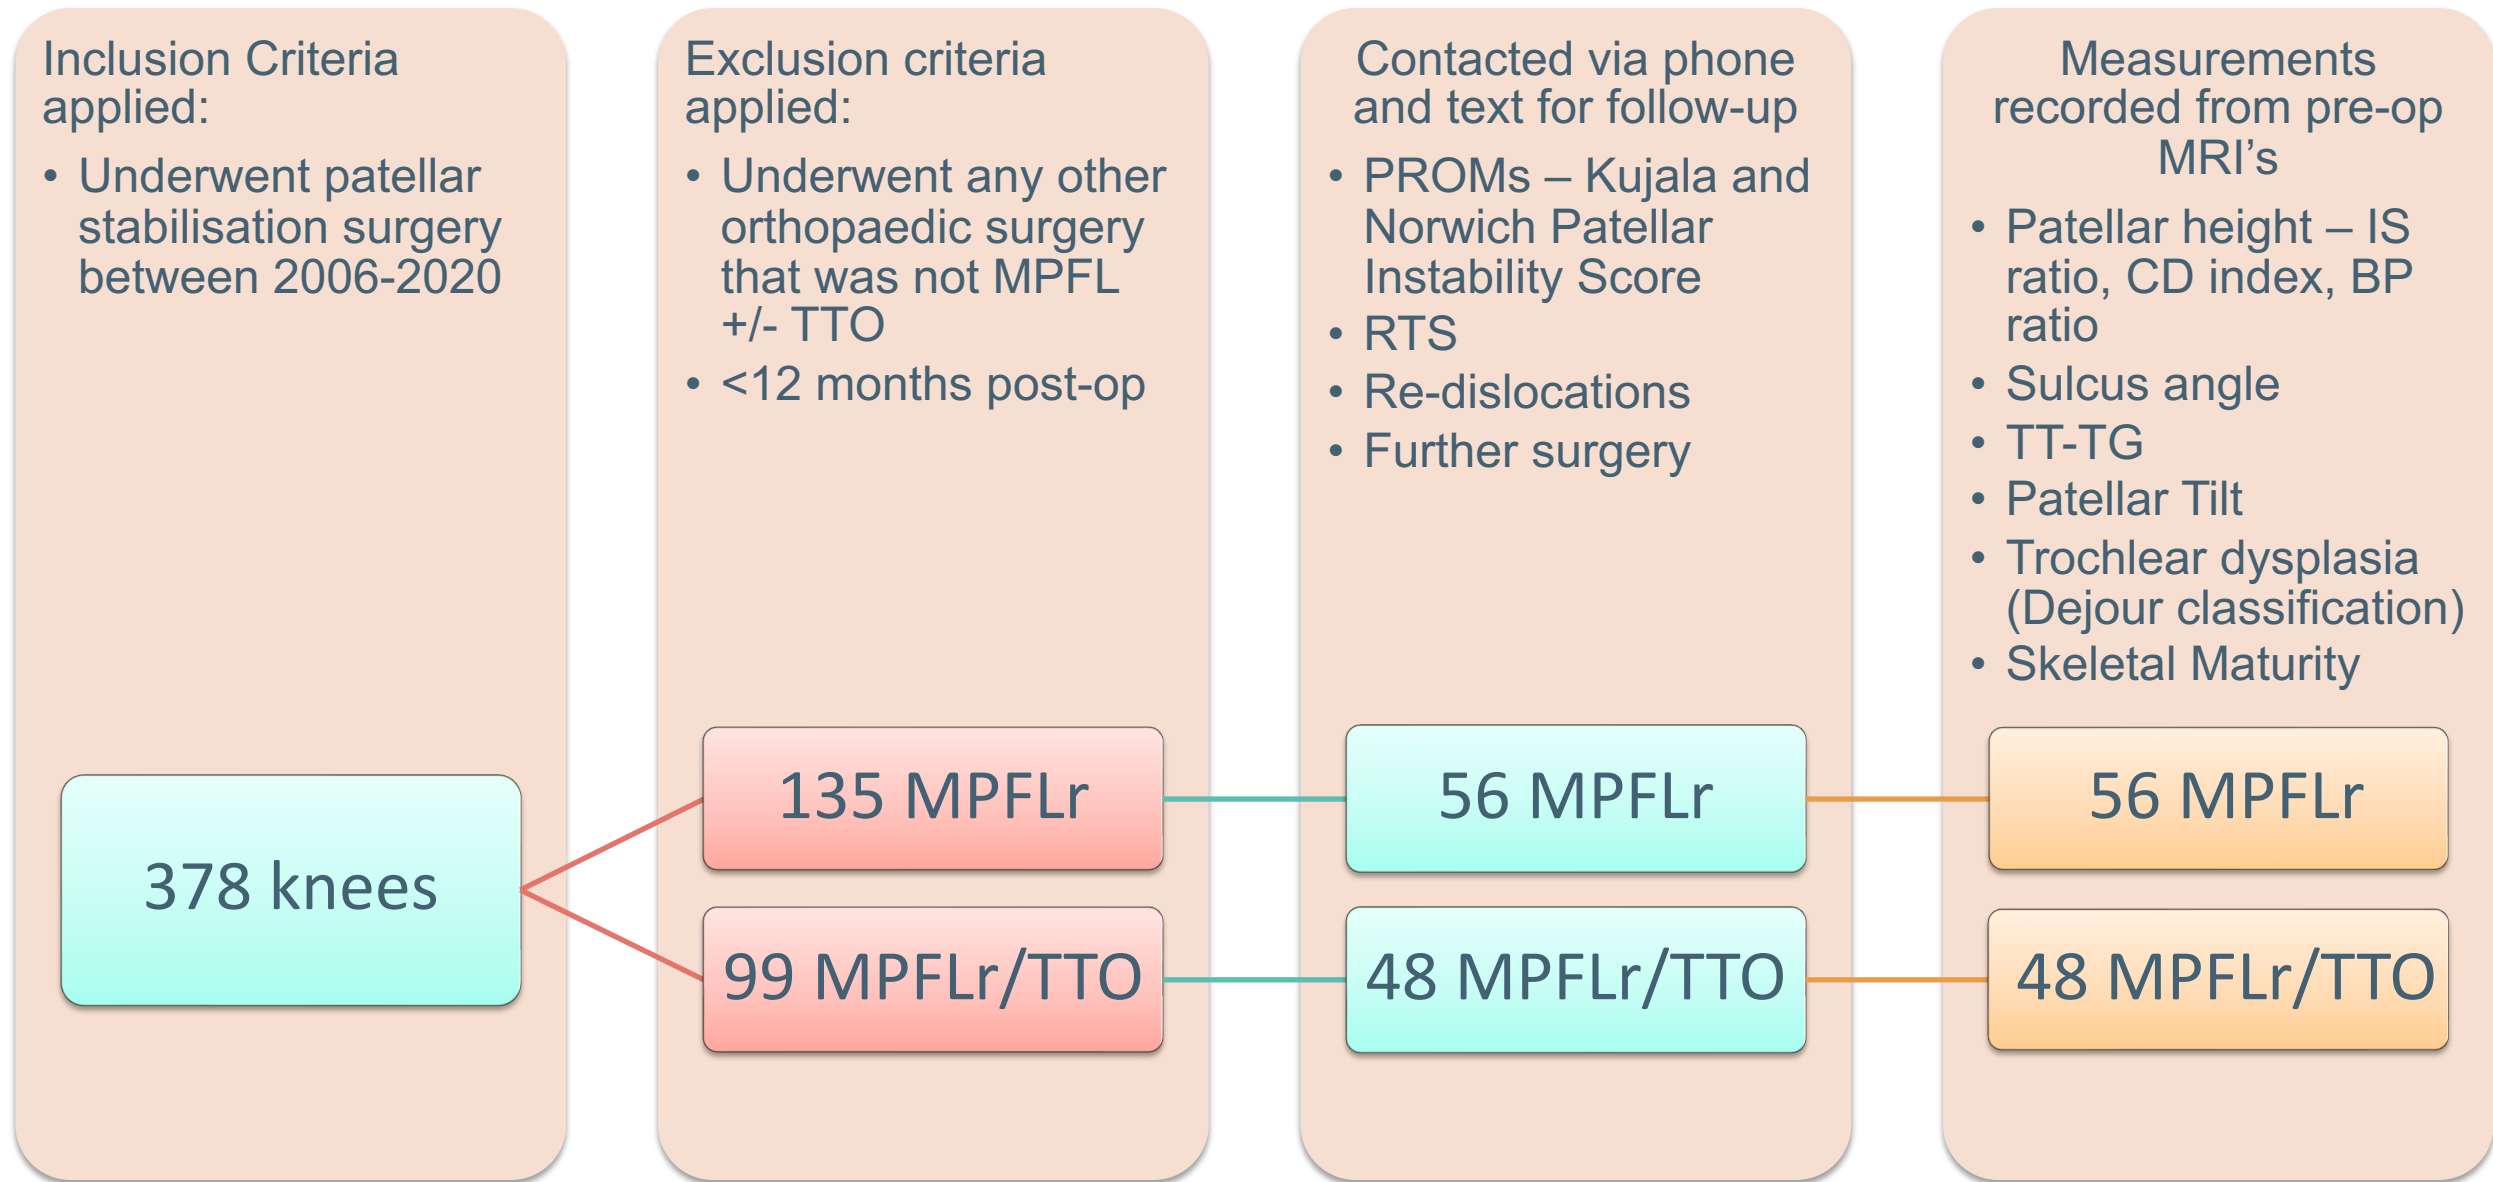 Inclusion Criteria
applied:
• Underwent patellar
stabilisation surgery
between 2006-2020
378 knees
Exclusion criteria
applied:
• Underwent any other
orthopaedic surgery
that was not MPFL
+/- TTO
• <12 months post-op
135 MPFLr
99 MPFLr/TTO
Contacted via phone
and text for follow-up
• PROMs – Kujala and
Norwich Patellar
Instability Score
• RTS
• Re-dislocations
• Further surgery
56 MPFLr
48 MPFLr/TTO
Measurements
recorded from pre-op
MRI’s
• Patellar height – IS
ratio, CD index, BP
ratio
• Sulcus angle
• TT-TG
• Patellar Tilt
• Trochlear dysplasia
(Dejour classification)
• Skeletal Maturity
56 MPFLr
48 MPFLr/TTO